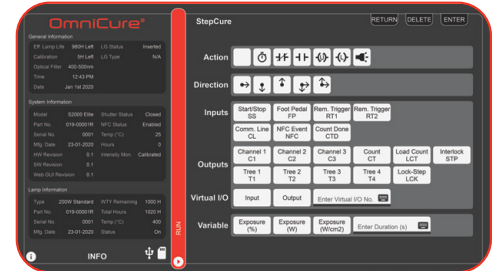 OmniCure®
General Information
Eff. Lamp Life 980H Left LG Status Inserted
Calibration 0H Left LG Type N/A
Optical Filter 400-500nm
Time 12:43 PM
Date Jan 1st 2020
System Information
Model S2000 Elite Shutter Status Closed
Part No. 019-00001R NFC Status Enabled
Serial No 0001 Temp (°C) 25
Mfg. Date 23-01-2020 Hours 0
HW Revision 0.1 Intensity Mon. Calibrated
SW Revision 0.1
Web GUI Revision 0.1
Lamp Information
Type 200W Standard WTY Remaining 1000 H
Part No. 019-00091R Total Hours 1020 H
Serial No 0001 Temp (°C) 400
Mfg. Date 23-01-2020 Status On
INFO
RUN
StepCure
RETURN DELETE ENTER
Action
Direction
Inputs
Start/Stop Foot Pedal Rem. Trigger Rem. Trigger
SS FP RT1 RT2
Comm. Line NFC Event Count Done
CL NFC CTD
Outputs
Channel 1 Channel 2 Channel 3 Count Load Count Interlock
C1 C2 C3 CT LCT STP
Tree 1 Tree 2 Tree 3 Tree 4 Lock-Step
T1 T2 T3 T4 LCK
Virtual I/O Input Output Enter Virtual I/O No.
Variable
Exposure Exposure Exposure Enter Duration (s)
(%) (W) (W/cm2)